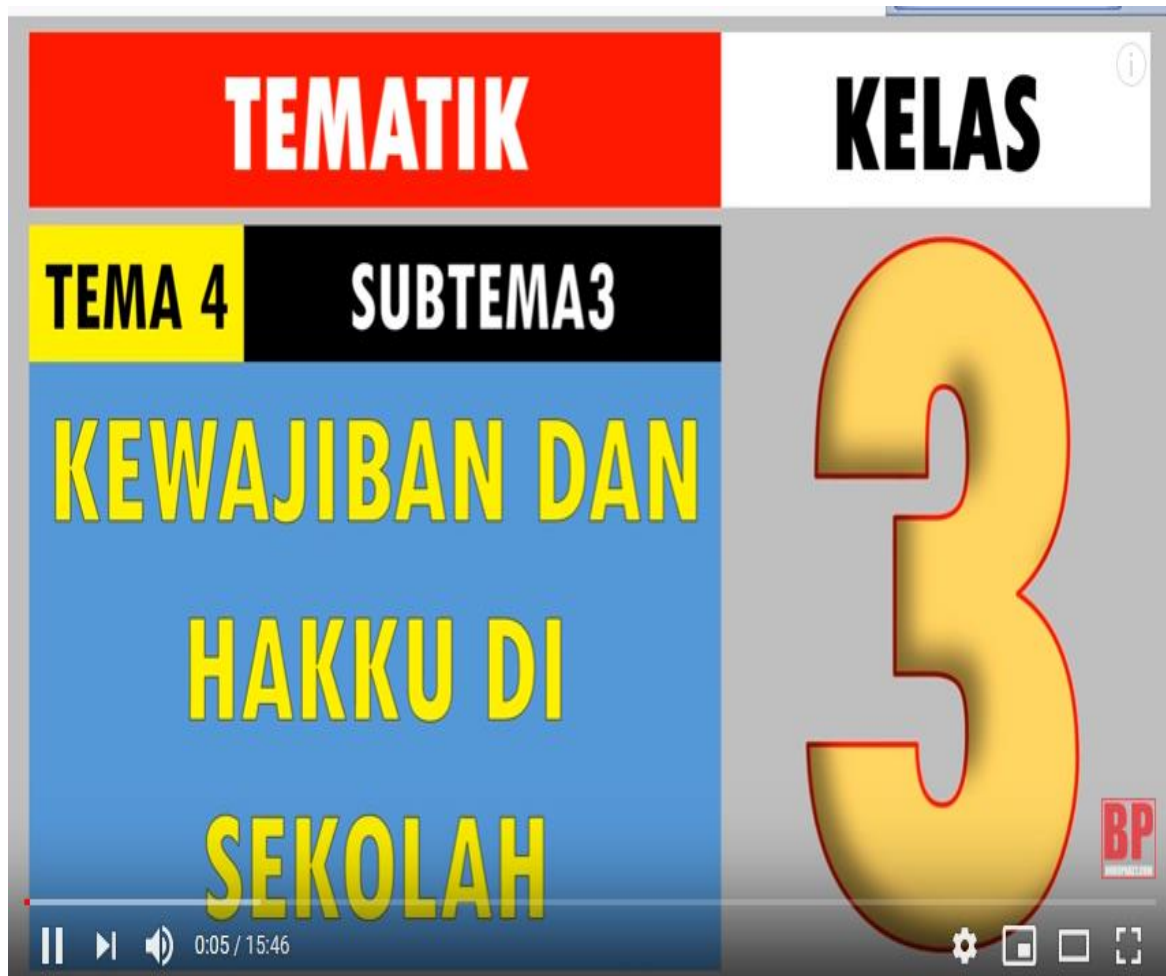 TEMATIK
KELAS
TEMA 4
SUBTEMA3
3
KEWAJIBAN DAN
HAKKU DI
SEKOLAH
BP
0:05 / 15:46